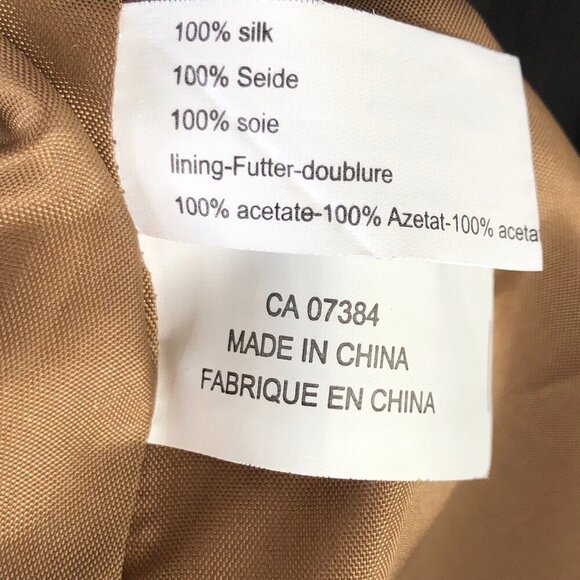 100% silk
100% Seide
100% soie
lining-Futter-doublure
100% acetate-100% Azetat-100% aceta
CA 07384
MADE IN CHINA
FABRIQUE EN CHINA